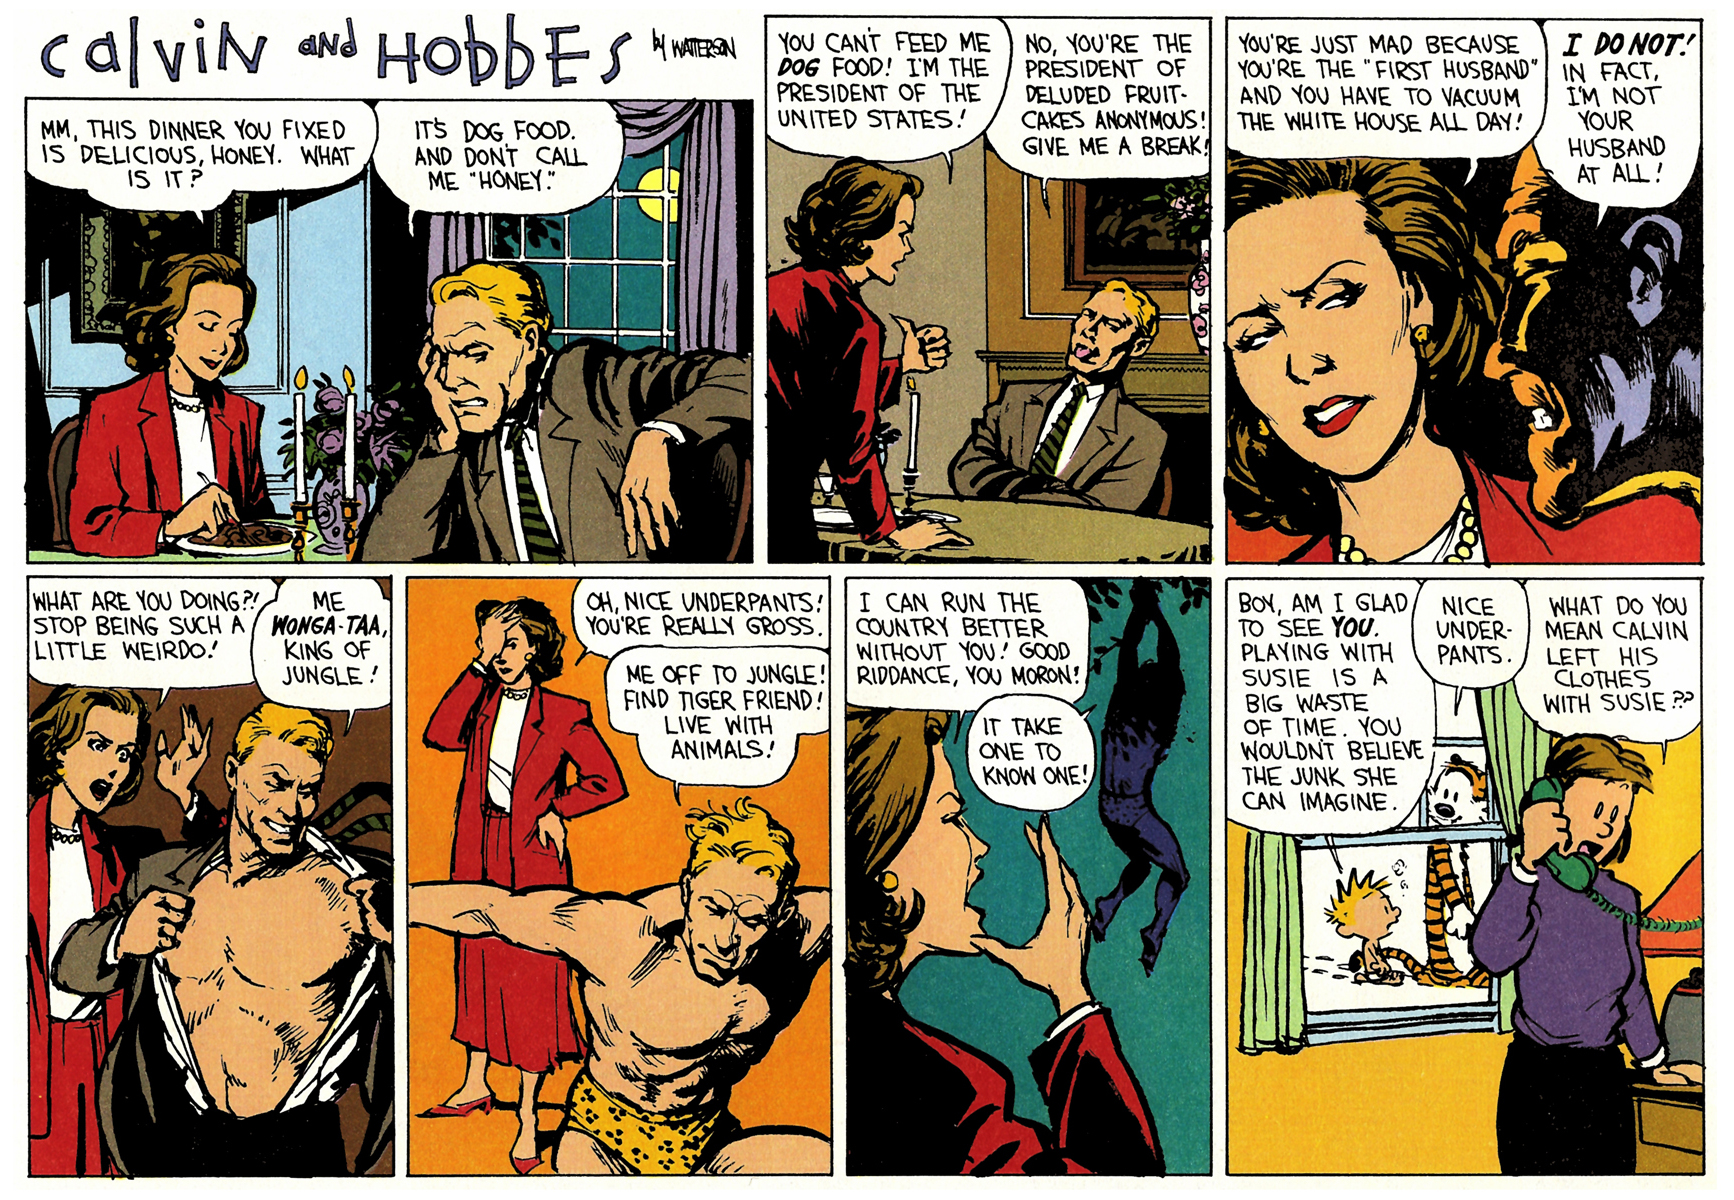 Calvin and Hobbes
by WATTERSON
MM, THIS DINNER YOU FIXED
IS DELICIOUS, HONEY. WHAT
IS IT?
IT'S DOG FOOD.
AND DON'T CALL
ME "HONEY."
YOU CAN'T FEED ME
DOG FOOD! I'M THE
PRESIDENT OF THE
UNITED STATES!
NO, YOU'RE THE
PRESIDENT OF
DELUDED FRUIT-
CAKES ANONYMOUS!
GIVE ME A BREAK!
YOU'RE JUST MAD BECAUSE
YOU'RE THE "FIRST HUSBAND"
AND YOU HAVE TO VACUUM
THE WHITE HOUSE ALL DAY!
I DO NOT!
IN FACT,
I'M NOT
YOUR
HUSBAND
AT ALL!
WHAT ARE YOU DOING?!
STOP BEING SUCH A
LITTLE WEIRDO!
ME
WONGA-TAA,
KING OF
JUNGLE!
OH, NICE UNDERPANTS!
YOU'RE REALLY GROSS.
ME OFF TO JUNGLE!
FIND TIGER FRIEND!
LIVE WITH
ANIMALS!
I CAN RUN THE
COUNTRY BETTER
WITHOUT YOU! GOOD
RIDDANCE, YOU MORON!
IT TAKE
ONE TO
KNOW ONE!
BOY, AM I GLAD
TO SEE YOU.
PLAYING WITH
SUSIE IS A
BIG WASTE
OF TIME. YOU
WOULDN'T BELIEVE
THE JUNK SHE
CAN IMAGINE.
NICE
UNDER-
PANTS.
WHAT DO YOU
MEAN CALVIN
LEFT HIS
CLOTHES
WITH SUSIE??